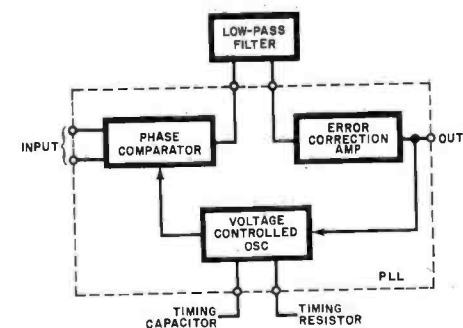 LOW-PASS
FILTER
INPUT
PHASE
COMPARATOR
ERROR
CORRECTION
AMP
OUT
VOLTAGE
CONTROLLED
OSC
PLL
TIMING
CAPACITOR
TIMING
RESISTOR